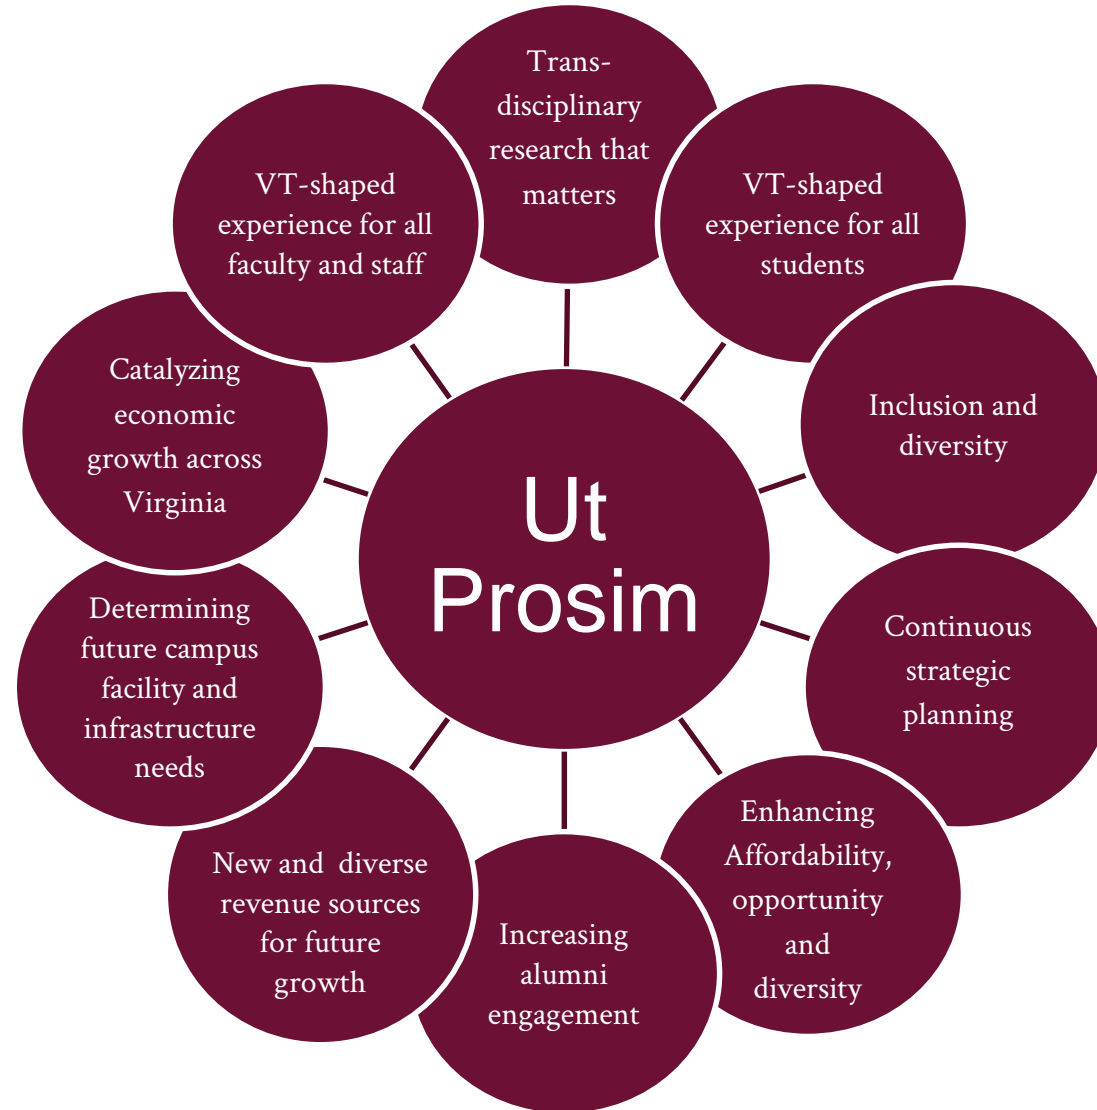 Trans-
disciplinary
research that
matters
VT-shaped
experience for all
students
Inclusion and
diversity
Continuous
strategic
planning
Enhancing
Affordability,
opportunity
and
diversity
Increasing
alumni
engagement
New and  diverse
revenue sources
for future
growth
Determining
future campus
facility and
infrastructure
needs
Catalyzing
economic
growth across
Virginia
VT-shaped
experience for all
faculty and staff
Ut
Prosim